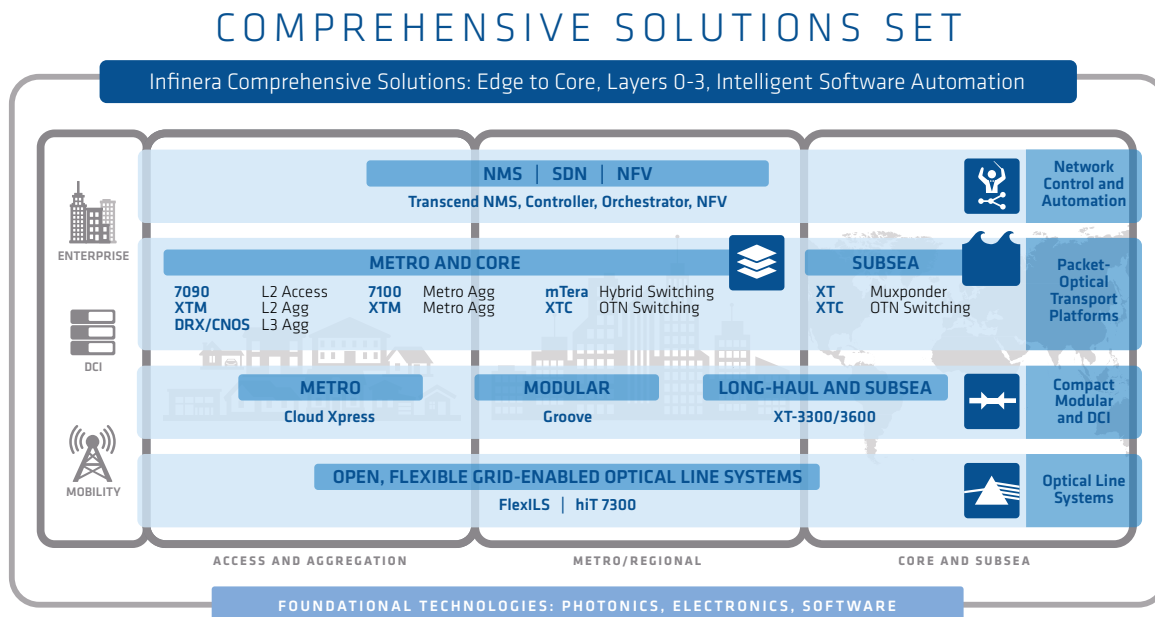 COMPREHENSIVE SOLUTIONS SET
Infinera Comprehensive Solutions: Edge to Core, Layers 0-3, Intelligent Software Automation
ENTERPRISE
DCI
MOBILITY
NMS | SDN | NFV
Transcend NMS, Controller, Orchestrator, NFV
Network
Control and
Automation
METRO AND CORE
7090 L2 Access
XTM L2 Agg
DRX/CNOS L3 Agg
7100 Metro Agg
XTM Metro Agg
mTera Hybrid Switching
XTC OTN Switching
SUBSEA
XT Muxponder
XTC OTN Switching
Packet-
Optical
Transport
Platforms
METRO
Cloud Xpress
MODULAR
Groove
LONG-HAUL AND SUBSEA
XT-3300/3600
Compact
Modular
and DCI
OPEN, FLEXIBLE GRID-ENABLED OPTICAL LINE SYSTEMS
FlexILS | hiT 7300
Optical Line
Systems
ACCESS AND AGGREGATION
METRO/REGIONAL
CORE AND SUBSEA
FOUNDATIONAL TECHNOLOGIES: PHOTONICS, ELECTRONICS, SOFTWARE